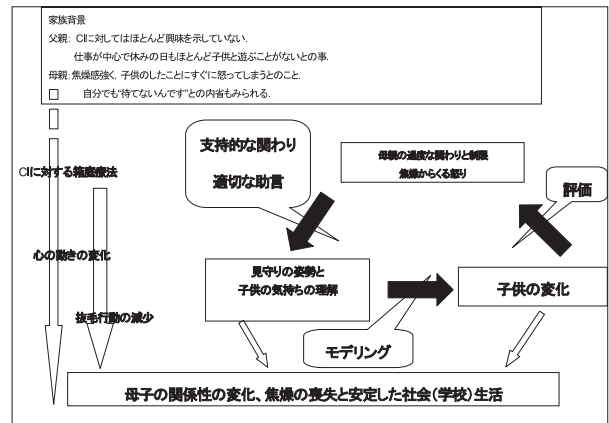 家族背景
父親: Clに対してはほとんど興味を示していない.
仕事が中心で休みの日もほとんど子供と遊ぶことがないとの事.
母親: 焦燥感強く, 子供のしたことにすぐに怒ってしまうとのこと.
自分でも“待てないんです”との内省もみられる.
支持的な関わり
適切な助言
母親の過度な関わりと制限
焦燥からくる怒り
評価
Clに対する箱庭療法
心の動きの変化
見守りの姿勢と
子供の気持ちの理解
子供の変化
抜毛行動の減少
モデリング
母子の関係性の変化、焦燥の喪失と安定した社会(学校)生活